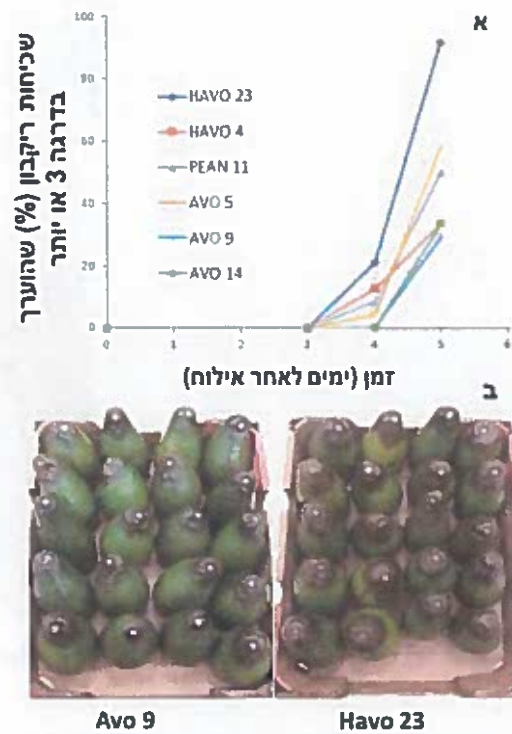 א
שכיחות ריקבון (%) שהוערך
בדרגה 3 או יותר
100
80
60
40
20
0
HAVO 23
HAVO 4
PEAN 11
AVO 5
AVO 9
AVO 14
0 1 2 3 4 5 6
זמן (ימים לאחר אילוח)
ב
Avo 9 Havo 23